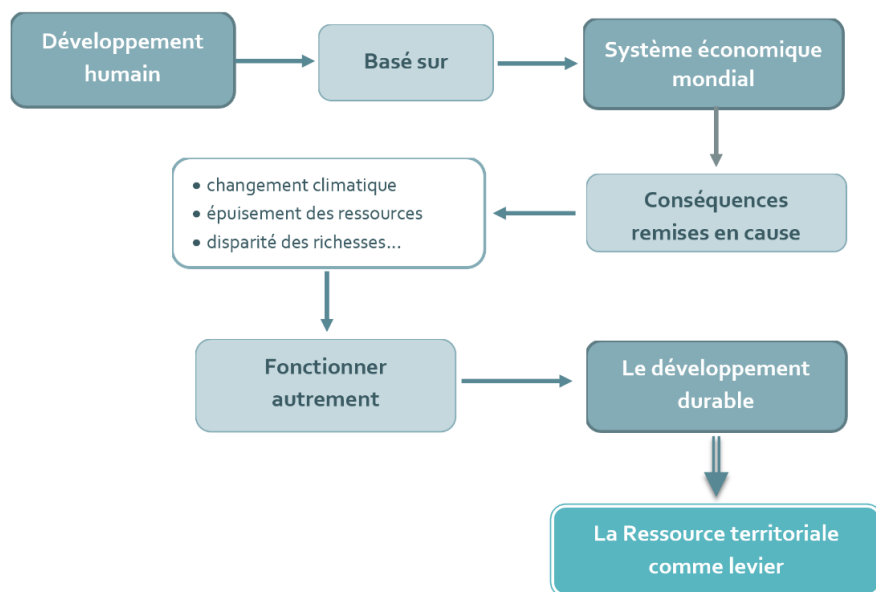 Développement
humain
Basé sur
Système économique
mondial
Conséquences
remises en cause
• changement climatique
• épuisement des ressources
• disparité des richesses...
Fonctionner
autrement
Le développement
durable
La Ressource territoriale
comme levier